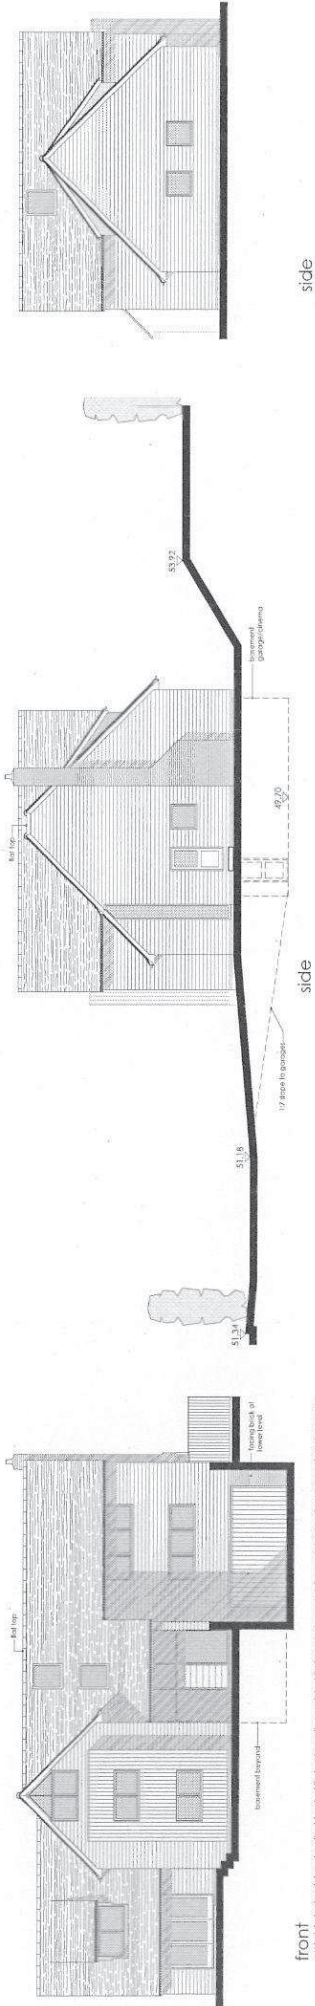 flat top
facing brick at
lower level
basement beyond
front
flat top
53.92
basement
garage/cinema
49.70
1:7 slope to garages
51.18
51.34
side
side